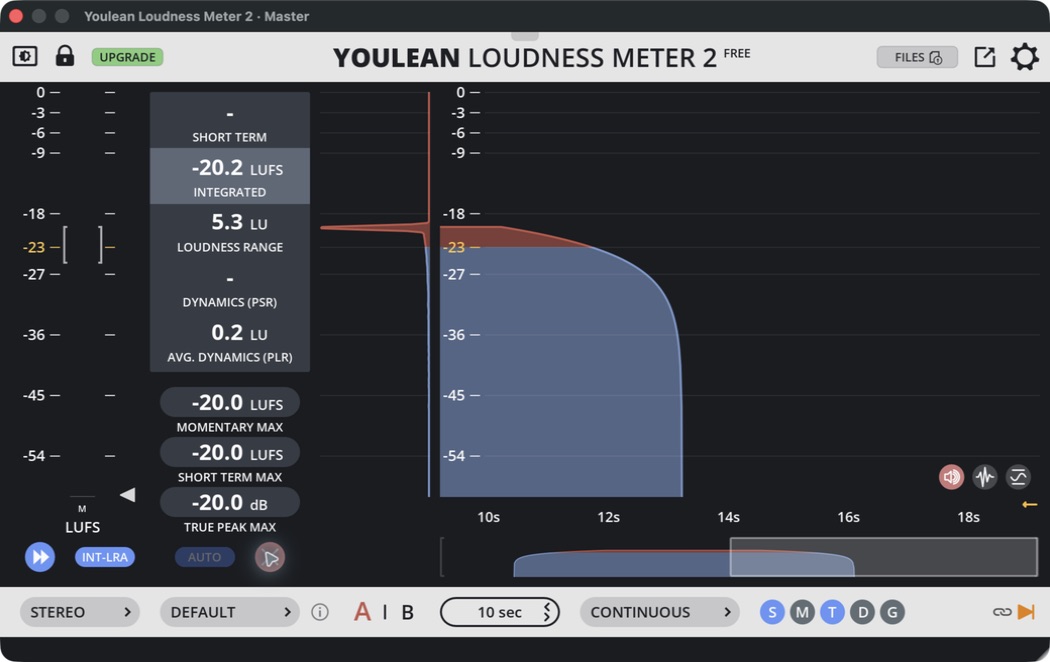 Youlean Loudness Meter 2 · Master
UPGRADE
YOULEAN LOUDNESS METER 2 FREE
FILES
0
-3
-6
-9
-18
-23
-27
-36
-45
-54
M
LUFS
-
SHORT TERM
-20.2 LUFS
INTEGRATED
5.3 LU
LOUDNESS RANGE
-
DYNAMICS (PSR)
0.2 LU
AVG. DYNAMICS (PLR)
-20.0 LUFS
MOMENTARY MAX
-20.0 LUFS
SHORT TERM MAX
-20.0 dB
TRUE PEAK MAX
0
-3
-6
-9
-18
-23
-27
-36
-45
-54
10s 12s 14s 16s 18s
INT-LRA
AUTO
STEREO
DEFAULT
A | B
10 sec
CONTINUOUS
S M T D G